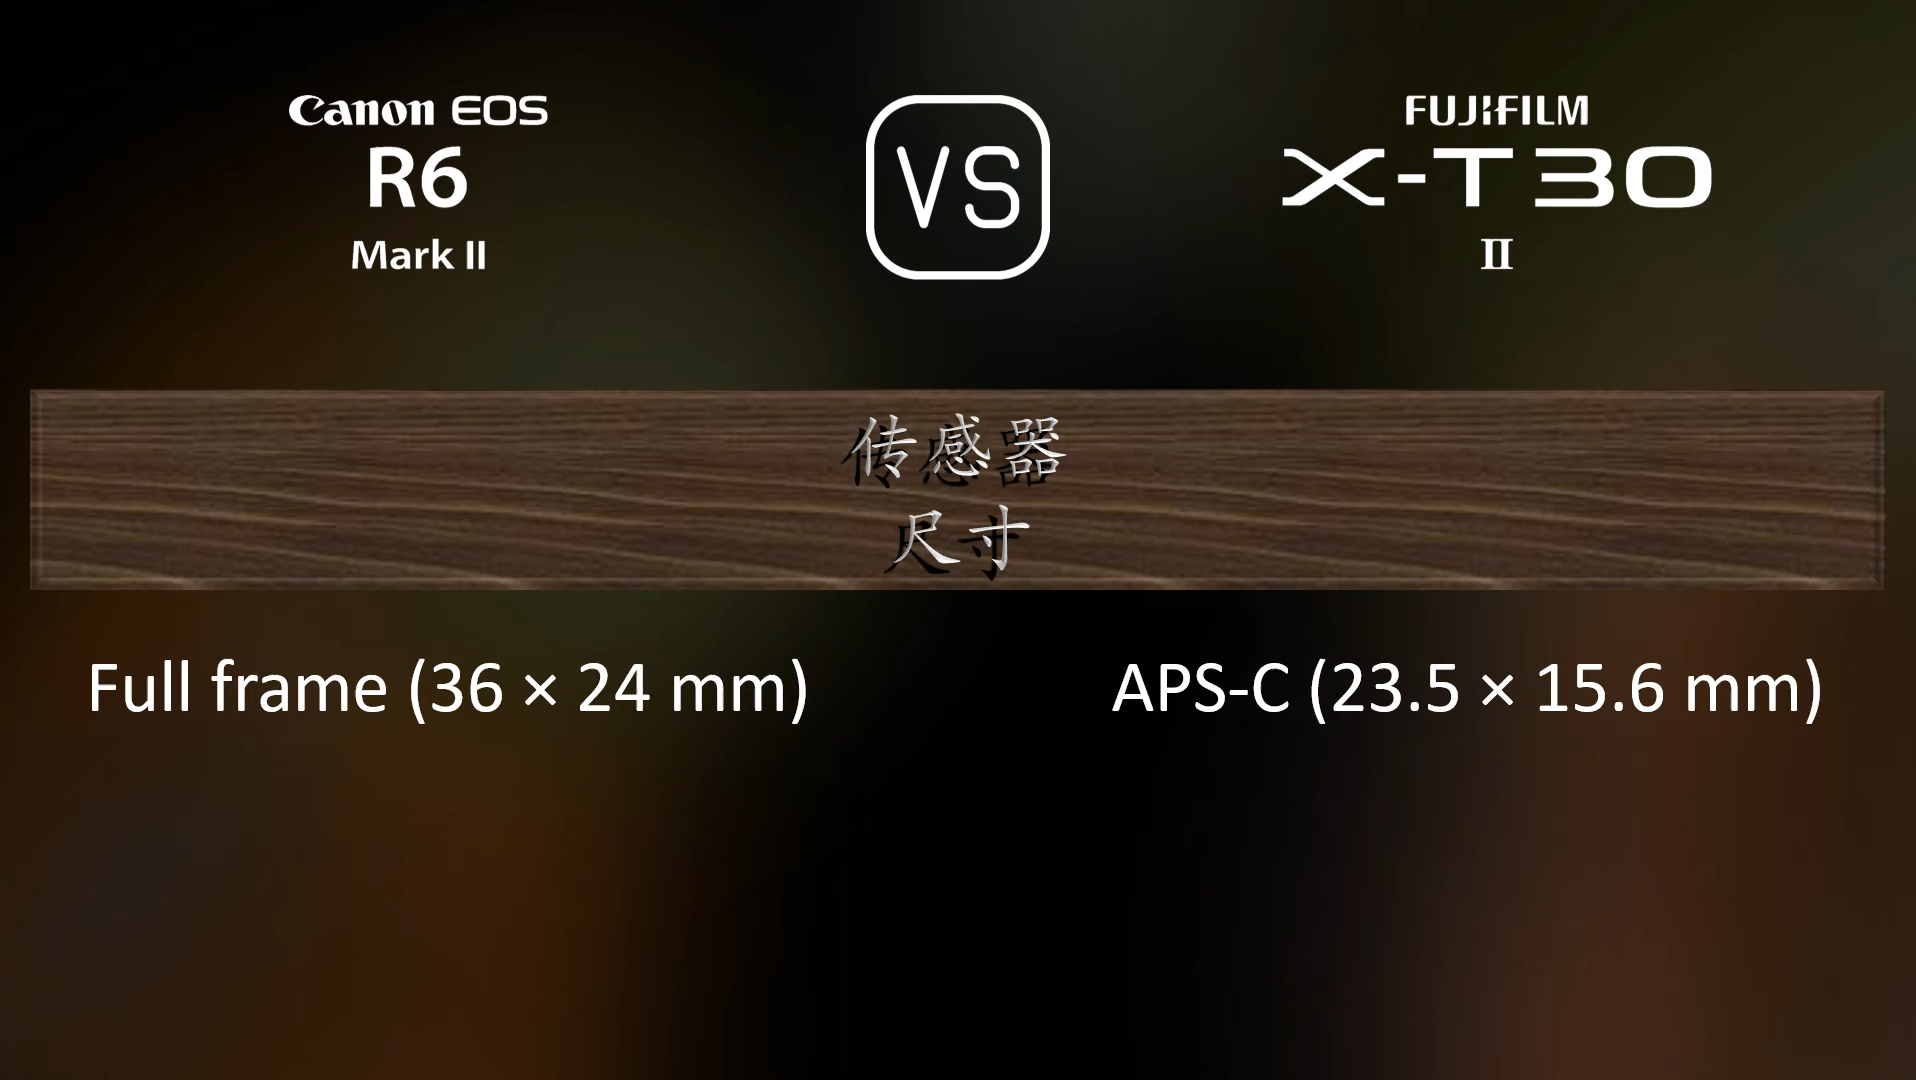 Canon EOS
R6
Mark II
VS
FUJIFILM
X-T30
II
传感器
尺寸
Full frame (36 × 24 mm)
APS-C (23.5 × 15.6 mm)